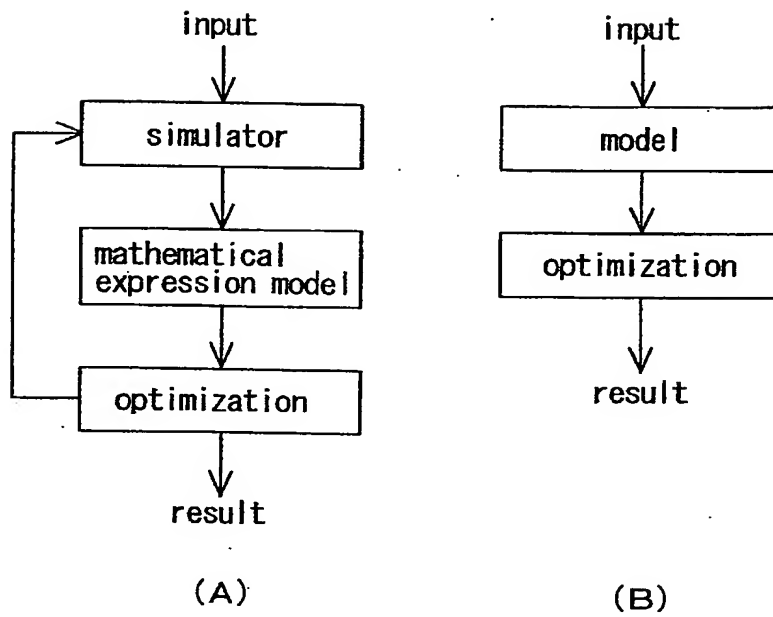 input
simulator
mathematical
expression model
optimization
result
(A)
input
model
optimization
result
(B)